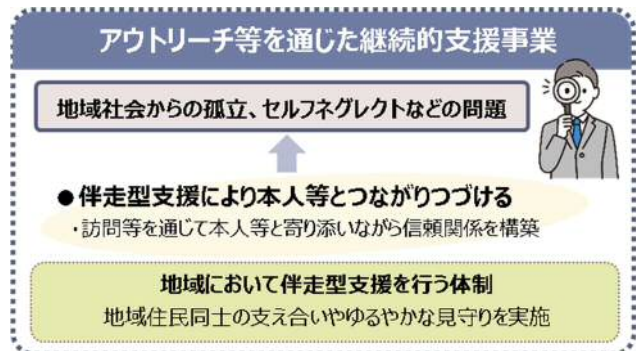 アウトリーチ等を通じた継続的支援事業
地域社会からの孤立、セルフネグレクトなどの問題
●伴走型支援により本人等とつながりつづける
・訪問等を通じて本人等と寄り添いながら信頼関係を構築
地域において伴走型支援を行う体制
地域住民同士の支え合いやゆるやかな見守りを実施